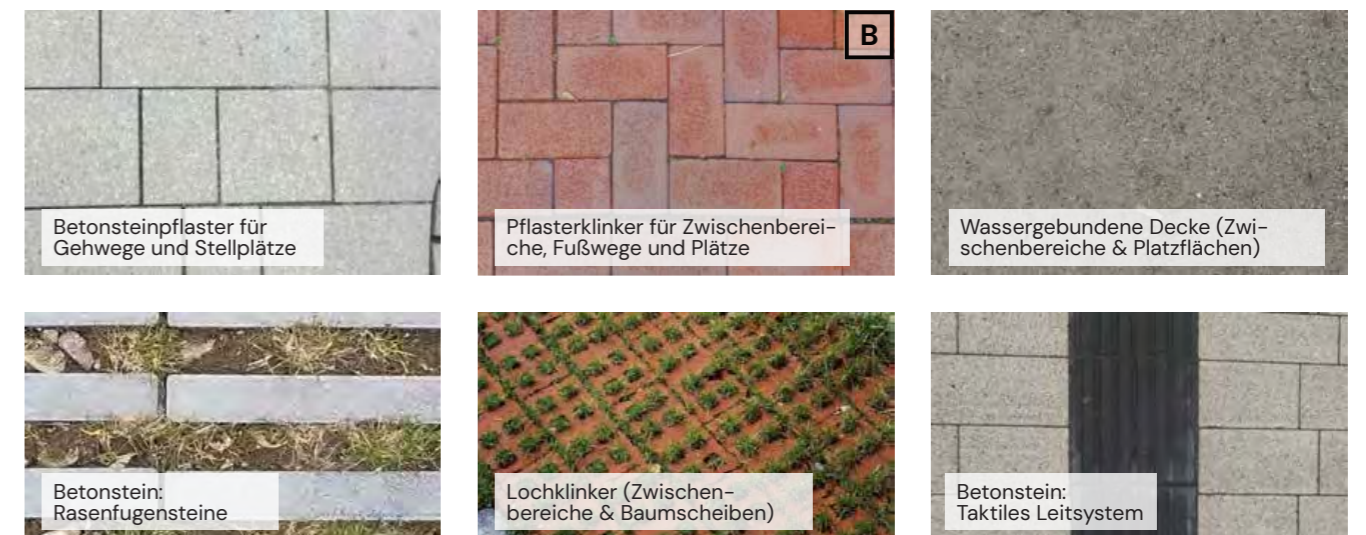 B
Betonsteinpflaster für
Gehwege und Stellplätze
Pflasterklinker für Zwischenberei-
che, Fußwege und Plätze
Wassergebundene Decke (Zwi-
schenbereiche & Platzflächen)
Betonstein:
Rasenfugensteine
Lochklinker (Zwischen-
bereiche & Baumscheiben)
Betonstein:
Taktiles Leitsystem